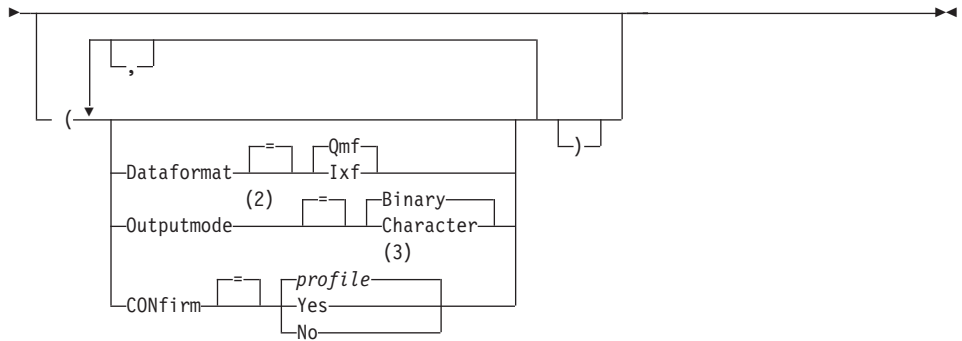 ,
(
)
=
Qmf
Dataformat
Ixf
(2)
=
Binary
Outputmode
Character
(3)
=
profile
CONfirm
Yes
No